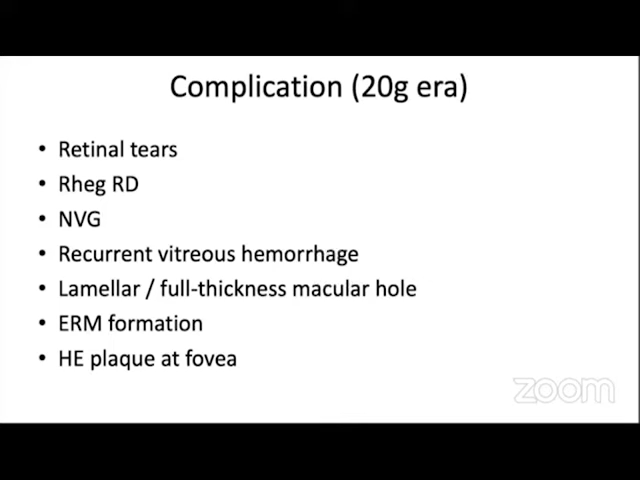 Complication (20g era)
• Retinal tears
• Rheg RD
• NVG
• Recurrent vitreous hemorrhage
• Lamellar / full-thickness macular hole
• ERM formation
• HE plaque at fovea
zoom